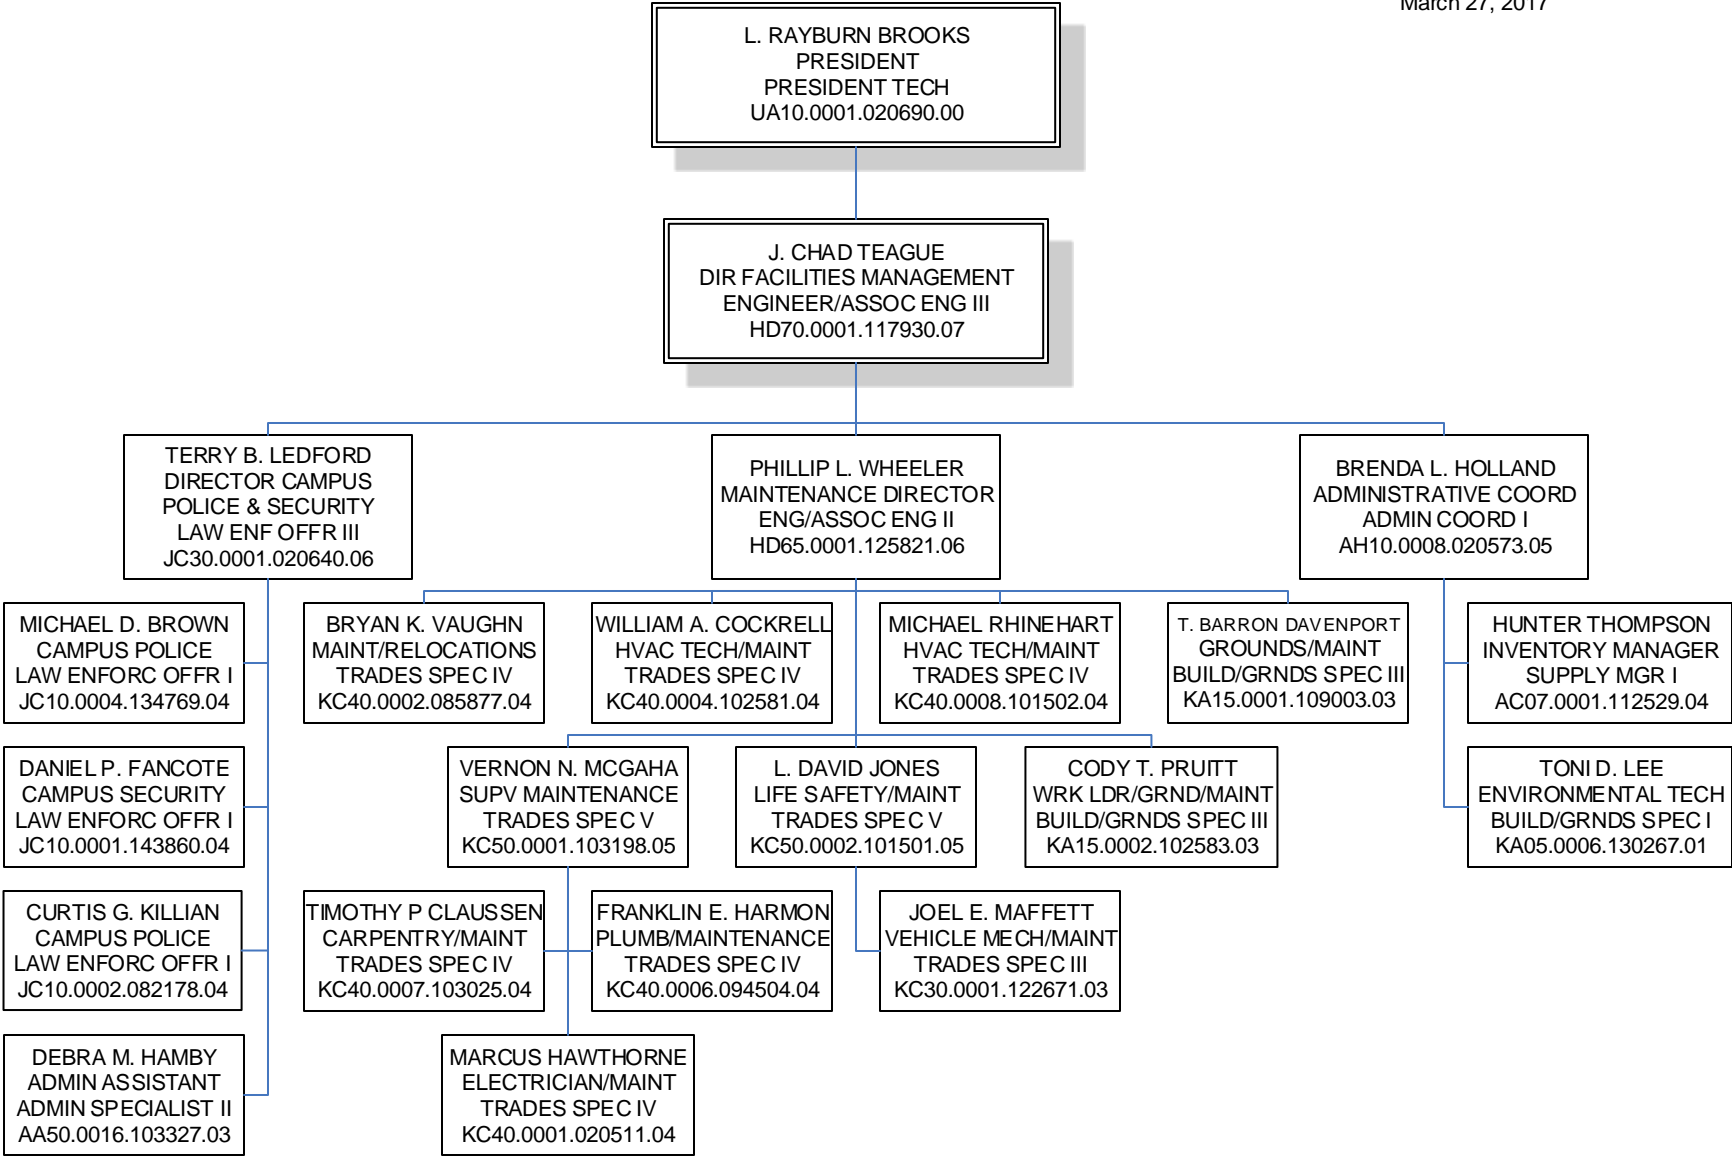 March 27, 2017
L. RAYBURN BROOKS
PRESIDENT
PRESIDENT TECH
UA10.0001.020690.00
J. CHAD TEAGUE
DIR FACILITIES MANAGEMENT
ENGINEER/ASSOC ENG III
HD70.0001.117930.07
TERRY B. LEDFORD
DIRECTOR CAMPUS
POLICE & SECURITY
LAW ENF OFFR III
JC30.0001.020640.06
PHILLIP L. WHEELER
MAINTENANCE DIRECTOR
ENG/ASSOC ENG II
HD65.0001.125821.06
BRENDA L. HOLLAND
ADMINISTRATIVE COORD
ADMIN COORD I
AH10.0008.020573.05
MICHAEL D. BROWN
CAMPUS POLICE
LAW ENFORC OFFR I
JC10.0004.134769.04
BRYAN K. VAUGHN
MAINT/RELOCATIONS
TRADES SPEC IV
KC40.0002.085877.04
WILLIAM A. COCKRELL
HVAC TECH/MAINT
TRADES SPEC IV
KC40.0004.102581.04
MICHAEL RHINEHART
HVAC TECH/MAINT
TRADES SPEC IV
KC40.0008.101502.04
T. BARRON DAVENPORT
GROUNDS/MAINT
BUILD/GRNDS SPEC III
KA15.0001.109003.03
HUNTER THOMPSON
INVENTORY MANAGER
SUPPLY MGR I
AC07.0001.112529.04
DANIEL P. FANCOTE
CAMPUS SECURITY
LAW ENFORC OFFR I
JC10.0001.143860.04
VERNON N. MCGAHA
SUPV MAINTENANCE
TRADES SPEC V
KC50.0001.103198.05
L. DAVID JONES
LIFE SAFETY/MAINT
TRADES SPEC V
KC50.0002.101501.05
CODY T. PRUITT
WRK LDR/GRND/MAINT
BUILD/GRNDS SPEC III
KA15.0002.102583.03
TONI D. LEE
ENVIRONMENTAL TECH
BUILD/GRNDS SPEC I
KA05.0006.130267.01
CURTIS G. KILLIAN
CAMPUS POLICE
LAW ENFORC OFFR I
JC10.0002.082178.04
TIMOTHY P CLAUSSEN
CARPENTRY/MAINT
TRADES SPEC IV
KC40.0007.103025.04
FRANKLIN E. HARMON
PLUMB/MAINTENANCE
TRADES SPEC IV
KC40.0006.094504.04
JOEL E. MAFFETT
VEHICLE MECH/MAINT
TRADES SPEC III
KC30.0001.122671.03
DEBRA M. HAMBY
ADMIN ASSISTANT
ADMIN SPECIALIST II
AA50.0016.103327.03
MARCUS HAWTHORNE
ELECTRICIAN/MAINT
TRADES SPEC IV
KC40.0001.020511.04